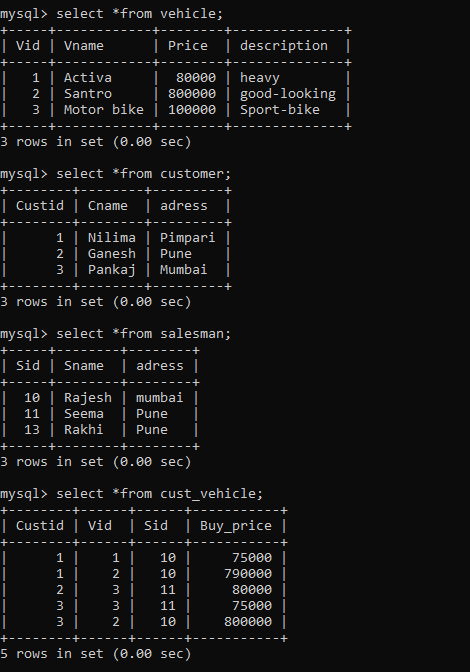 mysql> select *from vehicle;
+-----+------------+--------+--------------+
| Vid | Vname      | Price  | description  |
+-----+------------+--------+--------------+
|   1 | Activa     |  80000 | heavy        |
|   2 | Santro     | 800000 | good-looking |
|   3 | Motor bike | 100000 | Sport-bike   |
+-----+------------+--------+--------------+
3 rows in set (0.00 sec)
mysql> select *from customer;
+--------+--------+---------+
| Custid | Cname  | adress  |
+--------+--------+---------+
|      1 | Nilima | Pimpari |
|      2 | Ganesh | Pune    |
|      3 | Pankaj | Mumbai  |
+--------+--------+---------+
3 rows in set (0.00 sec)
mysql> select *from salesman;
+-----+--------+--------+
| Sid | Sname  | adress |
+-----+--------+--------+
|  10 | Rajesh | mumbai |
|  11 | Seema  | Pune   |
|  13 | Rakhi  | Pune   |
+-----+--------+--------+
3 rows in set (0.00 sec)
mysql> select *from cust_vehicle;
+--------+------+------+-----------+
| Custid | Vid  | Sid  | Buy_price |
+--------+------+------+-----------+
|      1 |    1 |   10 |     75000 |
|      1 |    2 |   10 |    790000 |
|      2 |    3 |   11 |     80000 |
|      3 |    3 |   11 |     75000 |
|      3 |    2 |   10 |    800000 |
+--------+------+------+-----------+
5 rows in set (0.00 sec)